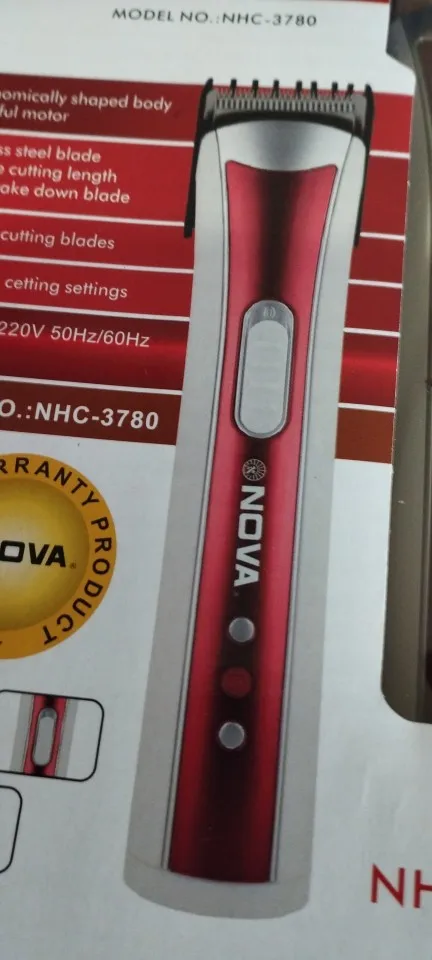 MODEL NO.:NHC-3780
nomically shaped body
ful motor
ss steel blade
e cutting length
ake down blade
cutting blades
cetting settings
220V 50Hz/60Hz
O.:NHC-3780
RRANTY PRODUCT
OVA
NOVA
NH